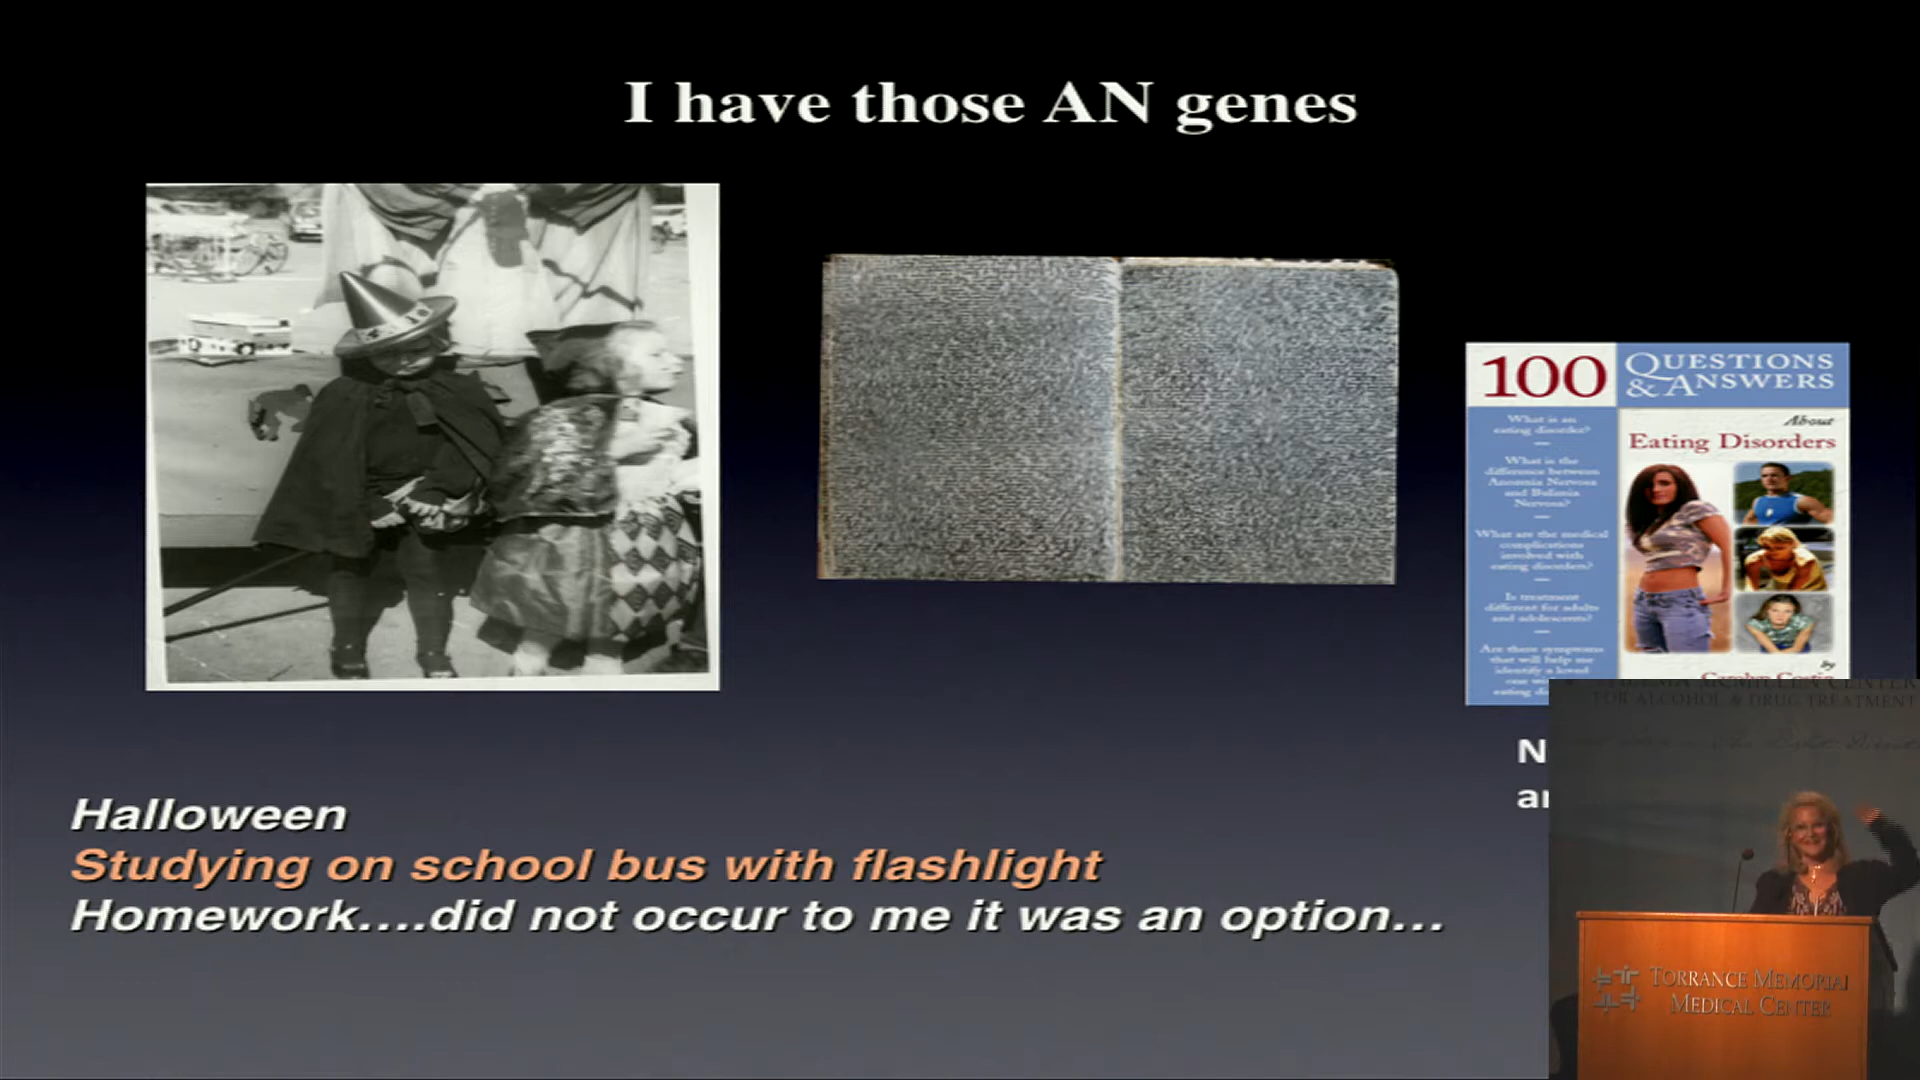 I have those AN genes
100
QUESTIONS
& ANSWERS
About
Eating Disorders
What is an
eating disorder?
What is the
difference between
Anorexia Nervosa
and Bulimia
Nervosa?
What are the medical
complications
involved with
eating disorders?
Is treatment
different for adults
and adolescents?
Are there symptoms
that will help me
identify a loved
one
eating
by
Carolyn Costin
N
an
CENTER
FOR ALCOHOL & DRUG TREATMENT
Halloween
Studying on school bus with flashlight
Homework....did not occur to me it was an option...
TORRANCE MEMORIAL
MEDICAL CENTER